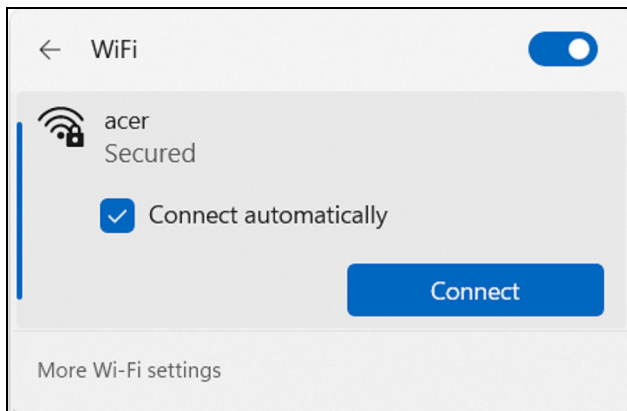 WiFi
acer
Secured
Connect automatically
Connect
More Wi-Fi settings